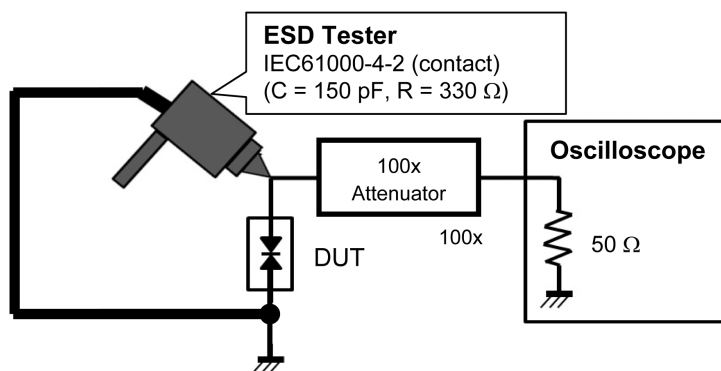 ESD Tester
IEC61000-4-2 (contact)
(C = 150 pF, R = 330 Ω)
100x
Attenuator
100x
Oscilloscope
50 Ω
DUT